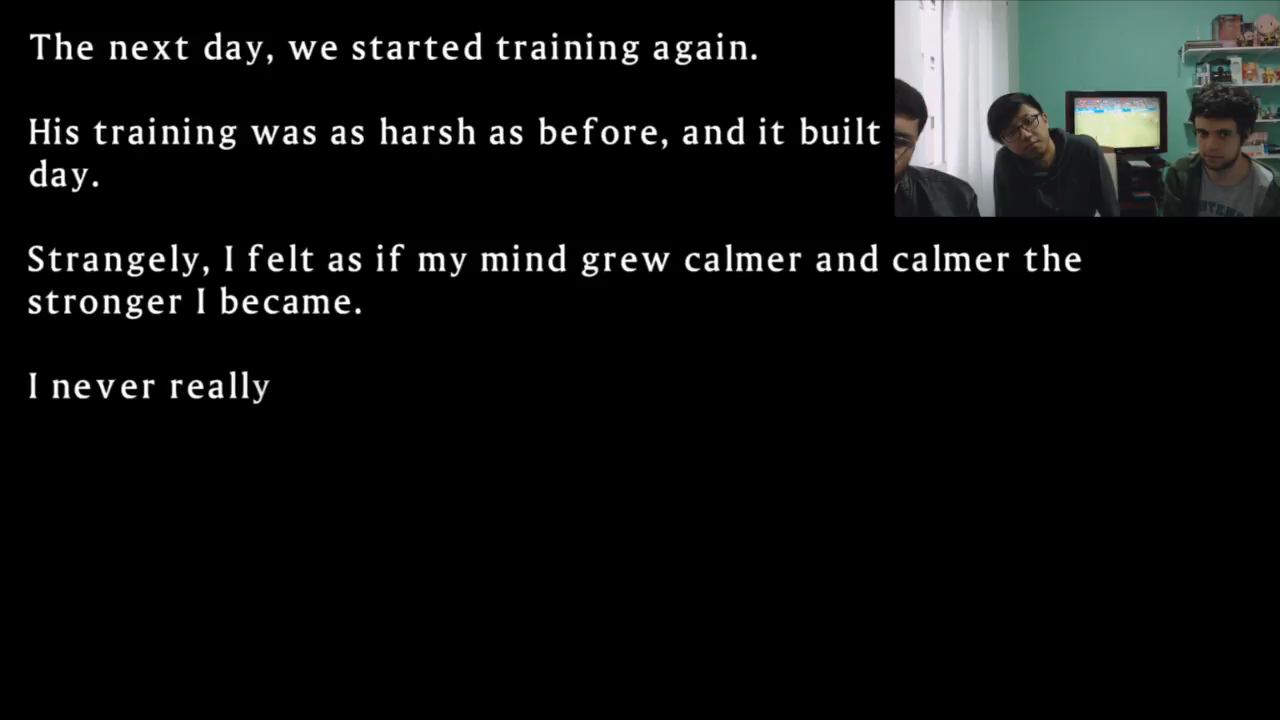 The next day, we started training again.
His training was as harsh as before, and it built
day.
Strangely, I felt as if my mind grew calmer and calmer the
stronger I became.
I never really